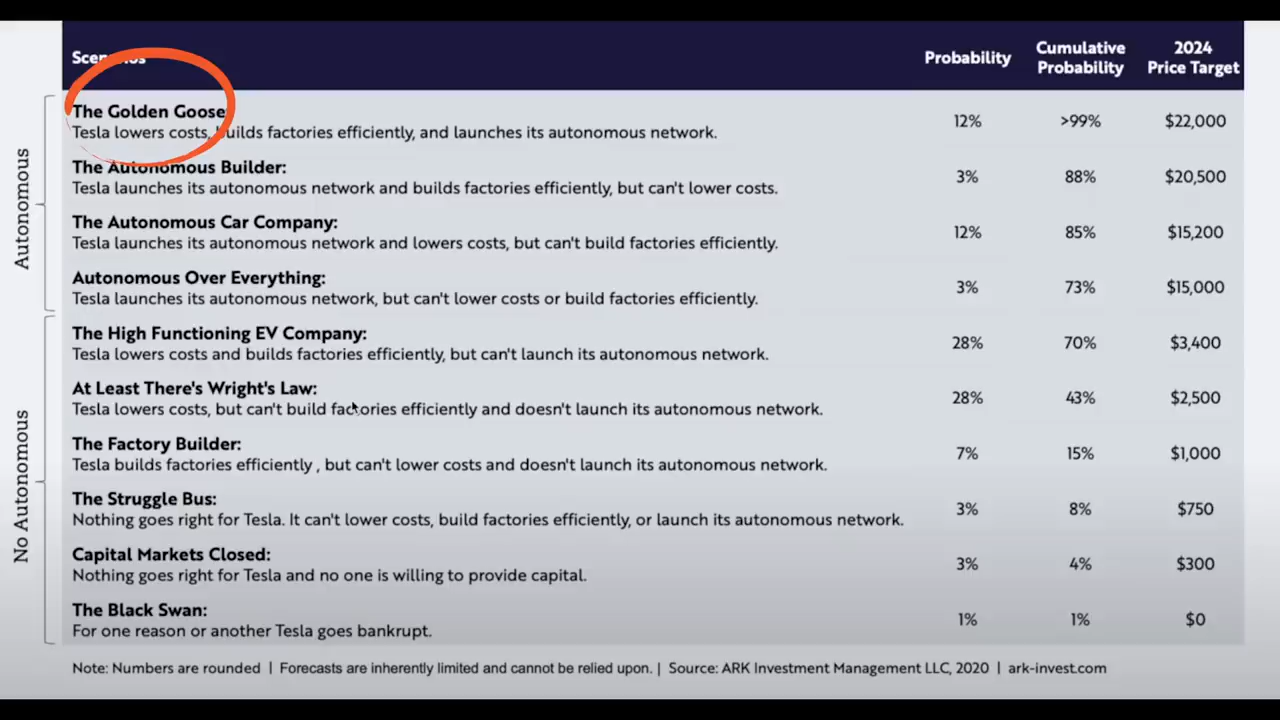 Scenarios Probability Cumulative Probability 2024 Price Target
Autonomous
The Golden Goose
Tesla lowers costs, builds factories efficiently, and launches its autonomous network. 12% >99% $22,000
The Autonomous Builder:
Tesla launches its autonomous network and builds factories efficiently, but can't lower costs. 3% 88% $20,500
The Autonomous Car Company:
Tesla launches its autonomous network and lowers costs, but can't build factories efficiently. 12% 85% $15,200
Autonomous Over Everything:
Tesla launches its autonomous network, but can't lower costs or build factories efficiently. 3% 73% $15,000
No Autonomous
The High Functioning EV Company:
Tesla lowers costs and builds factories efficiently, but can't launch its autonomous network. 28% 70% $3,400
At Least There's Wright's Law:
Tesla lowers costs, but can't build factories efficiently and doesn't launch its autonomous network. 28% 43% $2,500
The Factory Builder:
Tesla builds factories efficiently , but can't lower costs and doesn't launch its autonomous network. 7% 15% $1,000
The Struggle Bus:
Nothing goes right for Tesla. It can't lower costs, build factories efficiently, or launch its autonomous network. 3% 8% $750
Capital Markets Closed:
Nothing goes right for Tesla and no one is willing to provide capital. 3% 4% $300
The Black Swan:
For one reason or another Tesla goes bankrupt. 1% 1% $0
Note: Numbers are rounded | Forecasts are inherently limited and cannot be relied upon. | Source: ARK Investment Management LLC, 2020 | ark-invest.com